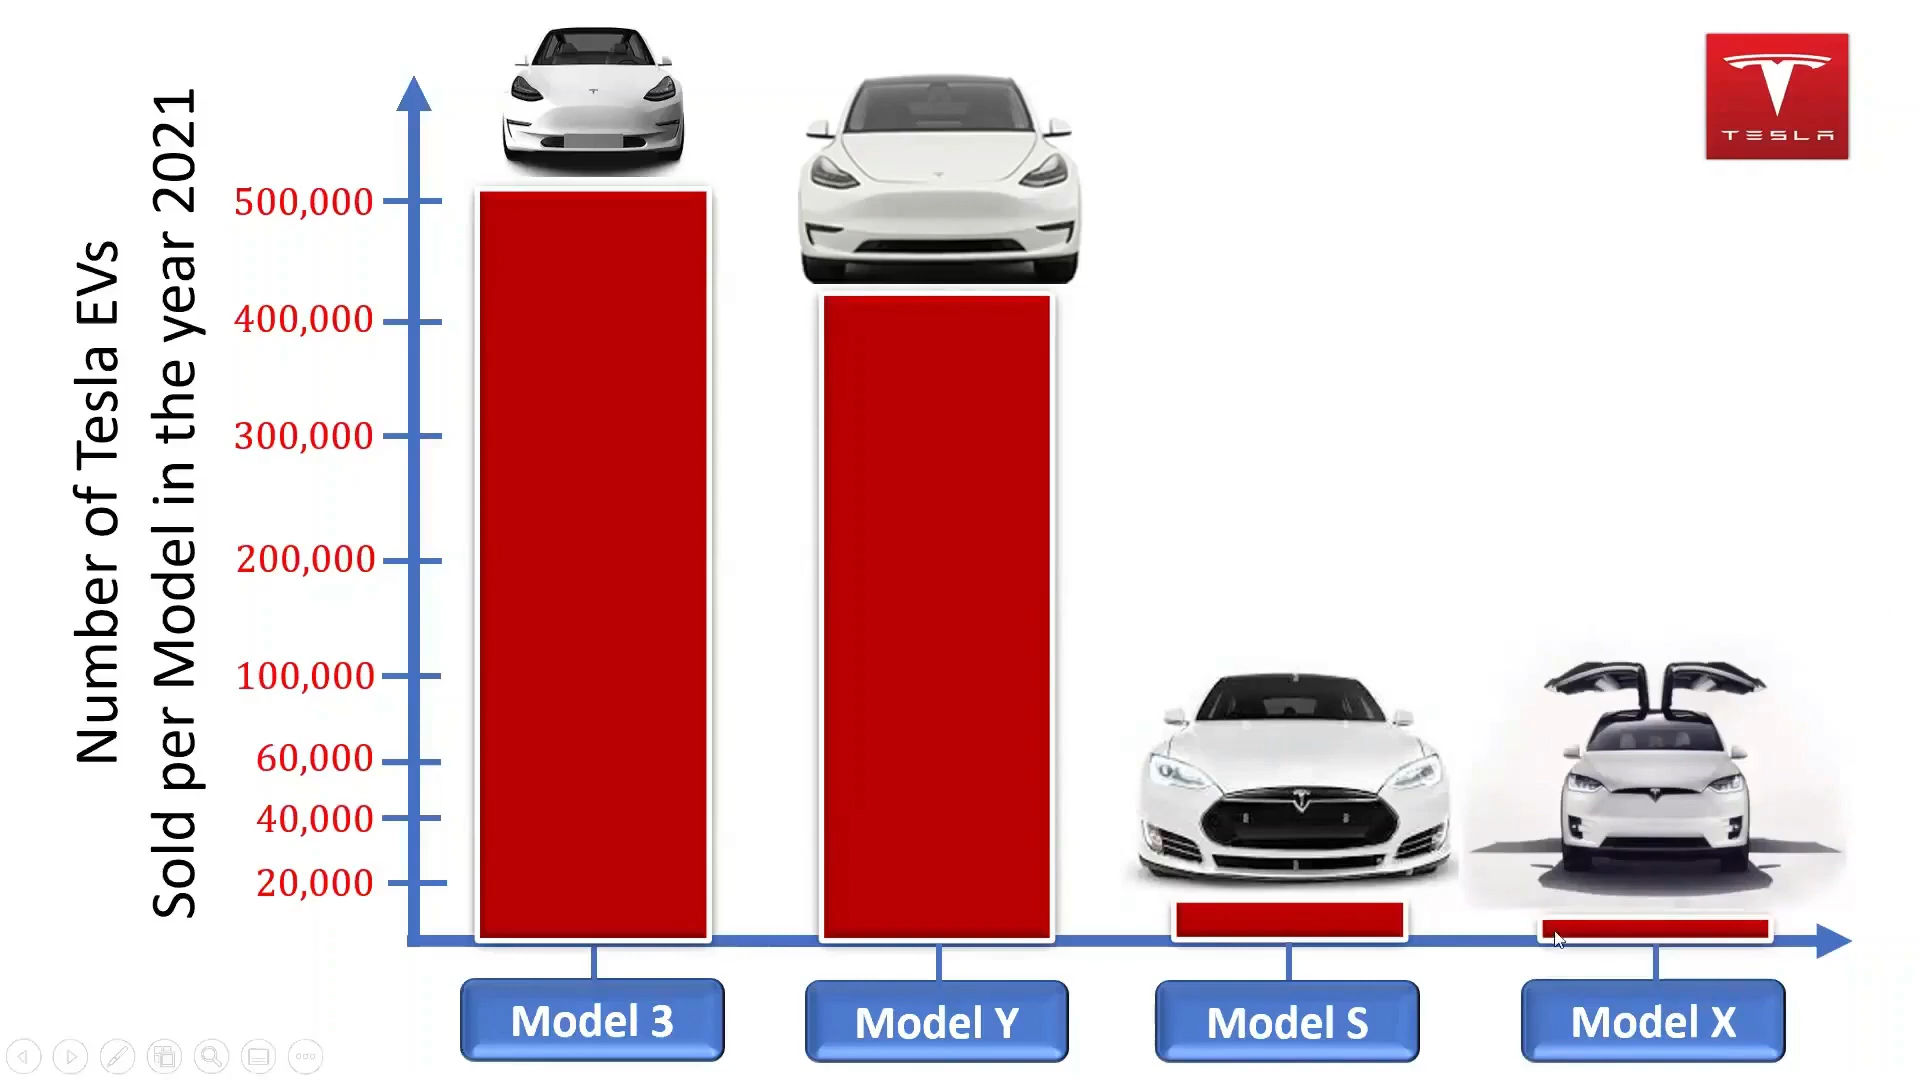 Number of Tesla EVs
Sold per Model in the year 2021
500,000
400,000
300,000
200,000
100,000
60,000
40,000
20,000
TESLA
Model 3
Model Y
Model S
Model X